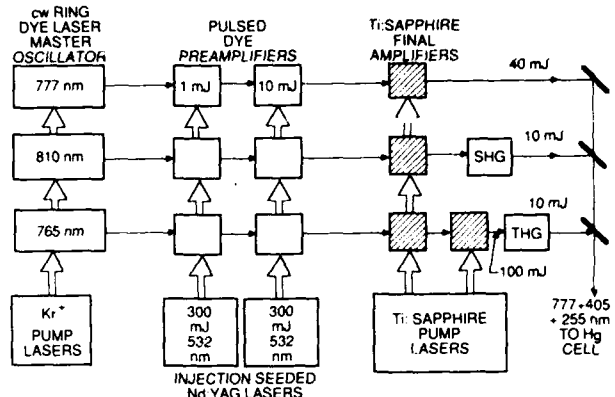 cw RING
DYE LASER
MASTER
OSCILLATOR
PULSED
DYE
PREAMPLIFIERS
Ti:SAPPHIRE
FINAL
AMPLIFIERS
777 nm
1 mJ
10 mJ
40 mJ
810 nm
SHG
10 mJ
765 nm
THG
10 mJ
100 mJ
Kr+
PUMP
LASERS
300
mJ
532
nm
300
mJ
532
nm
Ti: SAPPHIRE
PUMP
LASERS
777+405
+ 255 nm
TO Hg
CELL
INJECTION SEEDED
Nd:YAG LASERS